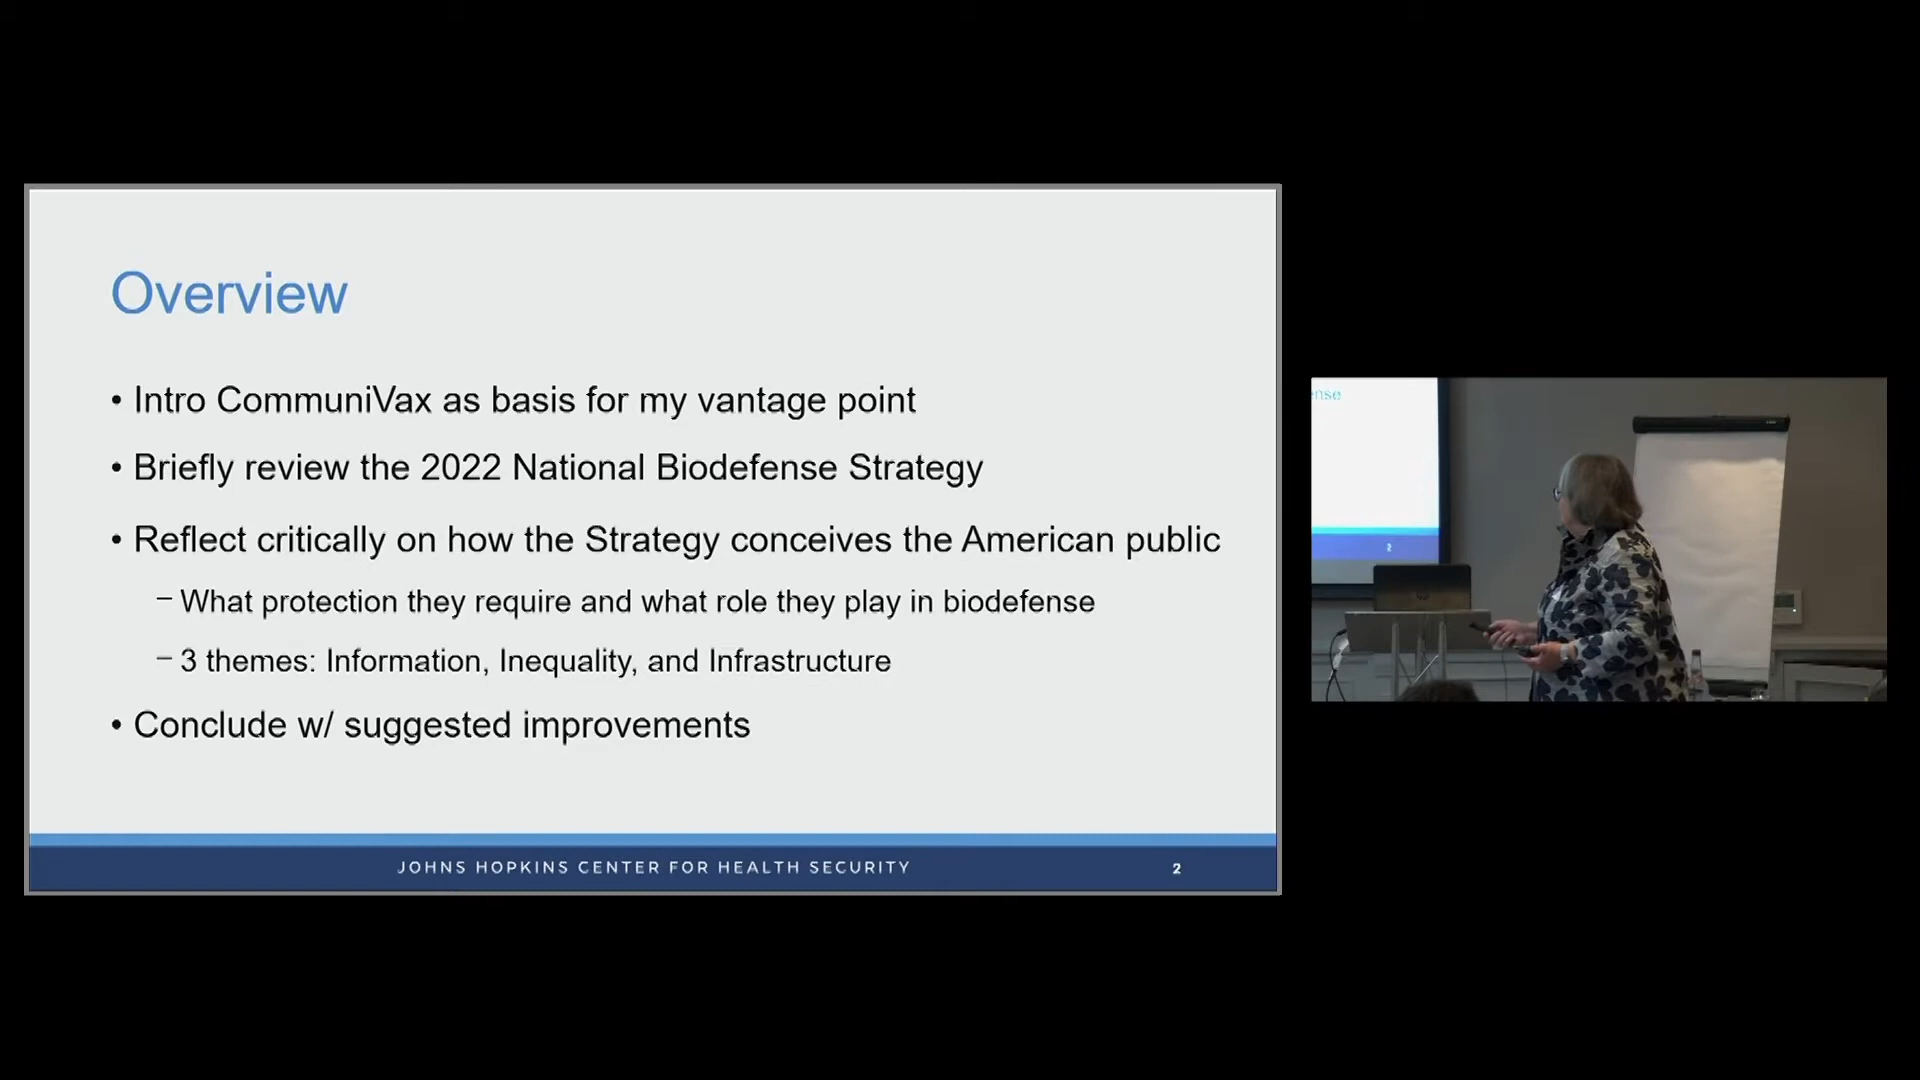 Overview
• Intro CommuniVax as basis for my vantage point
• Briefly review the 2022 National Biodefense Strategy
• Reflect critically on how the Strategy conceives the American public
– What protection they require and what role they play in biodefense
– 3 themes: Information, Inequality, and Infrastructure
• Conclude w/ suggested improvements
JOHNS HOPKINS CENTER FOR HEALTH SECURITY 2
nse
2